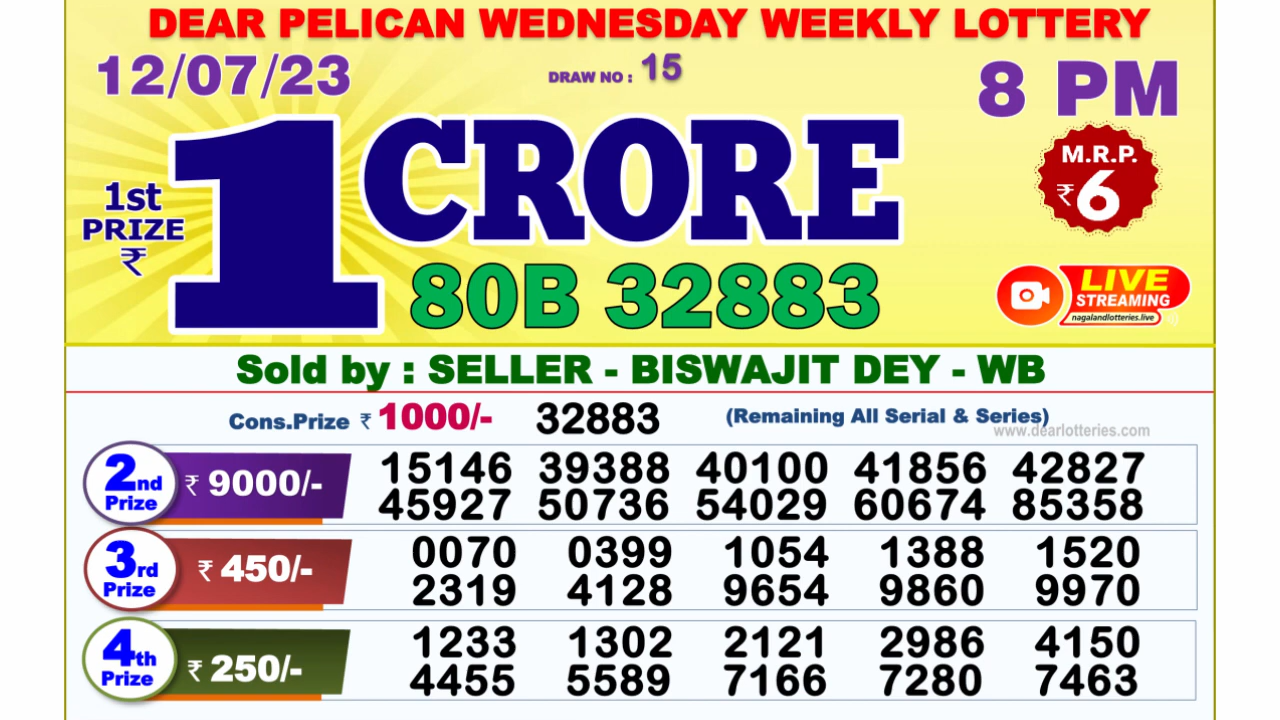 DEAR PELICAN WEDNESDAY WEEKLY LOTTERY
12/07/23
DRAW NO : 15
8 PM
1st PRIZE ₹
1 CRORE
M.R.P.
₹ 6
80B 32883
LIVE
STREAMING
nagalandlotteries.live
Sold by : SELLER - BISWAJIT DEY - WB
Cons.Prize ₹ 1000/- 32883 (Remaining All Serial & Series)
www.dearlotteries.com
2nd Prize ₹ 9000/-
15146 39388 40100 41856 42827
45927 50736 54029 60674 85358
3rd Prize ₹ 450/-
0070 0399 1054 1388 1520
2319 4128 9654 9860 9970
4th Prize ₹ 250/-
1233 1302 2121 2986 4150
4455 5589 7166 7280 7463